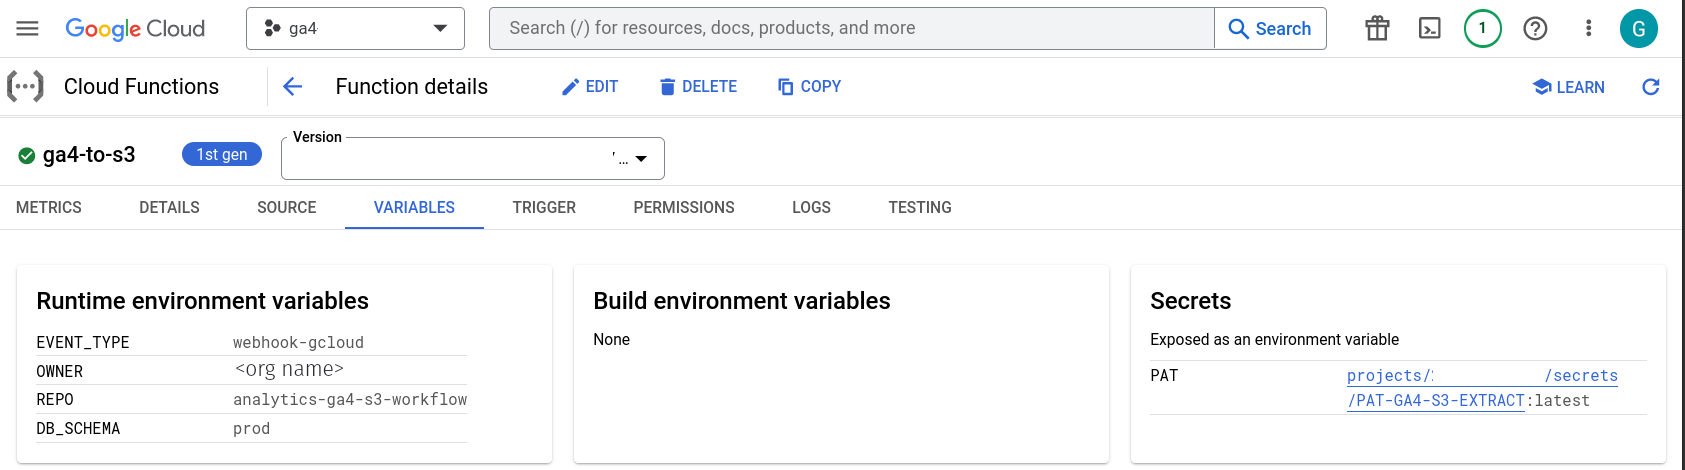 Google Cloud ga4- Search (/) for resources, docs, products, and more Search 1 G
Cloud Functions Function details EDIT DELETE COPY LEARN
Version
ga4-to-s3 1st gen ...
METRICS DETAILS SOURCE VARIABLES TRIGGER PERMISSIONS LOGS TESTING
Runtime environment variables
EVENT_TYPE webhook-gcloud
OWNER <org name>
REPO analytics-ga4-s3-workflow
DB_SCHEMA prod
Build environment variables
None
Secrets
Exposed as an environment variable
PAT projects/ /secrets
/PAT-GA4-S3-EXTRACT:latest